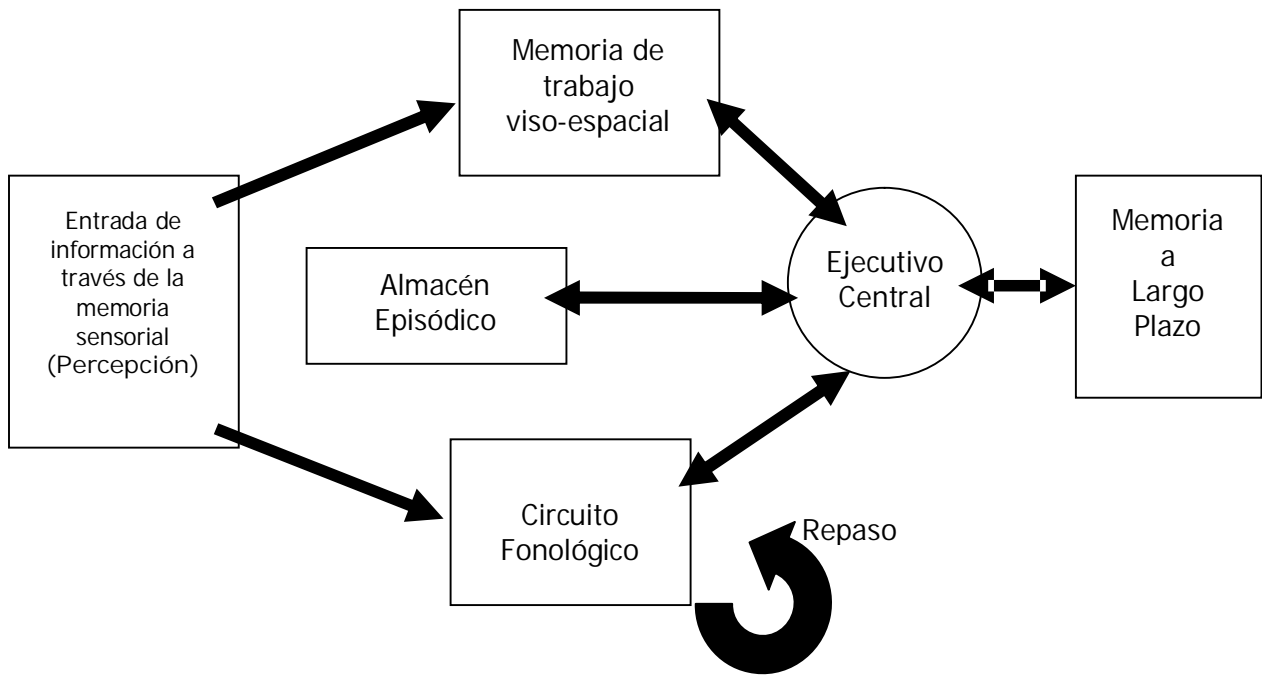 Memoria de
trabajo
viso-espacial
Entrada de
información a
través de la
memoria
sensorial
(Percepción)
Almacén
Episódico
Ejecutivo
Central
Memoria
a
Largo
Plazo
Circuito
Fonológico
Repaso